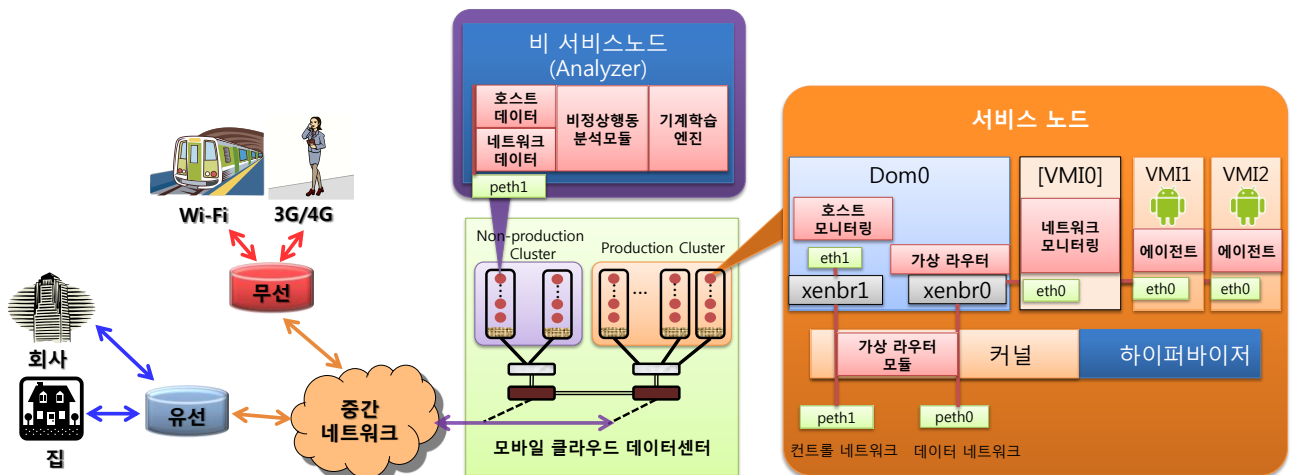 비 서비스노드
(Analyzer)
호스트
데이터
네트워크
데이터
비정상행동
분석모듈
기계학습
엔진
peth1
서비스 노드
Dom0
[VMI0]
VMI1
VMI2
호스트
모니터링
네트워크
모니터링
에이전트
에이전트
eth1
가상 라우터
xenbr1
xenbr0
eth0
eth0
eth0
가상 라우터
모듈
커널
하이퍼바이저
peth1
peth0
컨트롤 네트워크
데이터 네트워크
Non-production
Cluster
Production Cluster
...
모바일 클라우드 데이터센터
Wi-Fi
3G/4G
무선
회사
집
유선
중간
네트워크